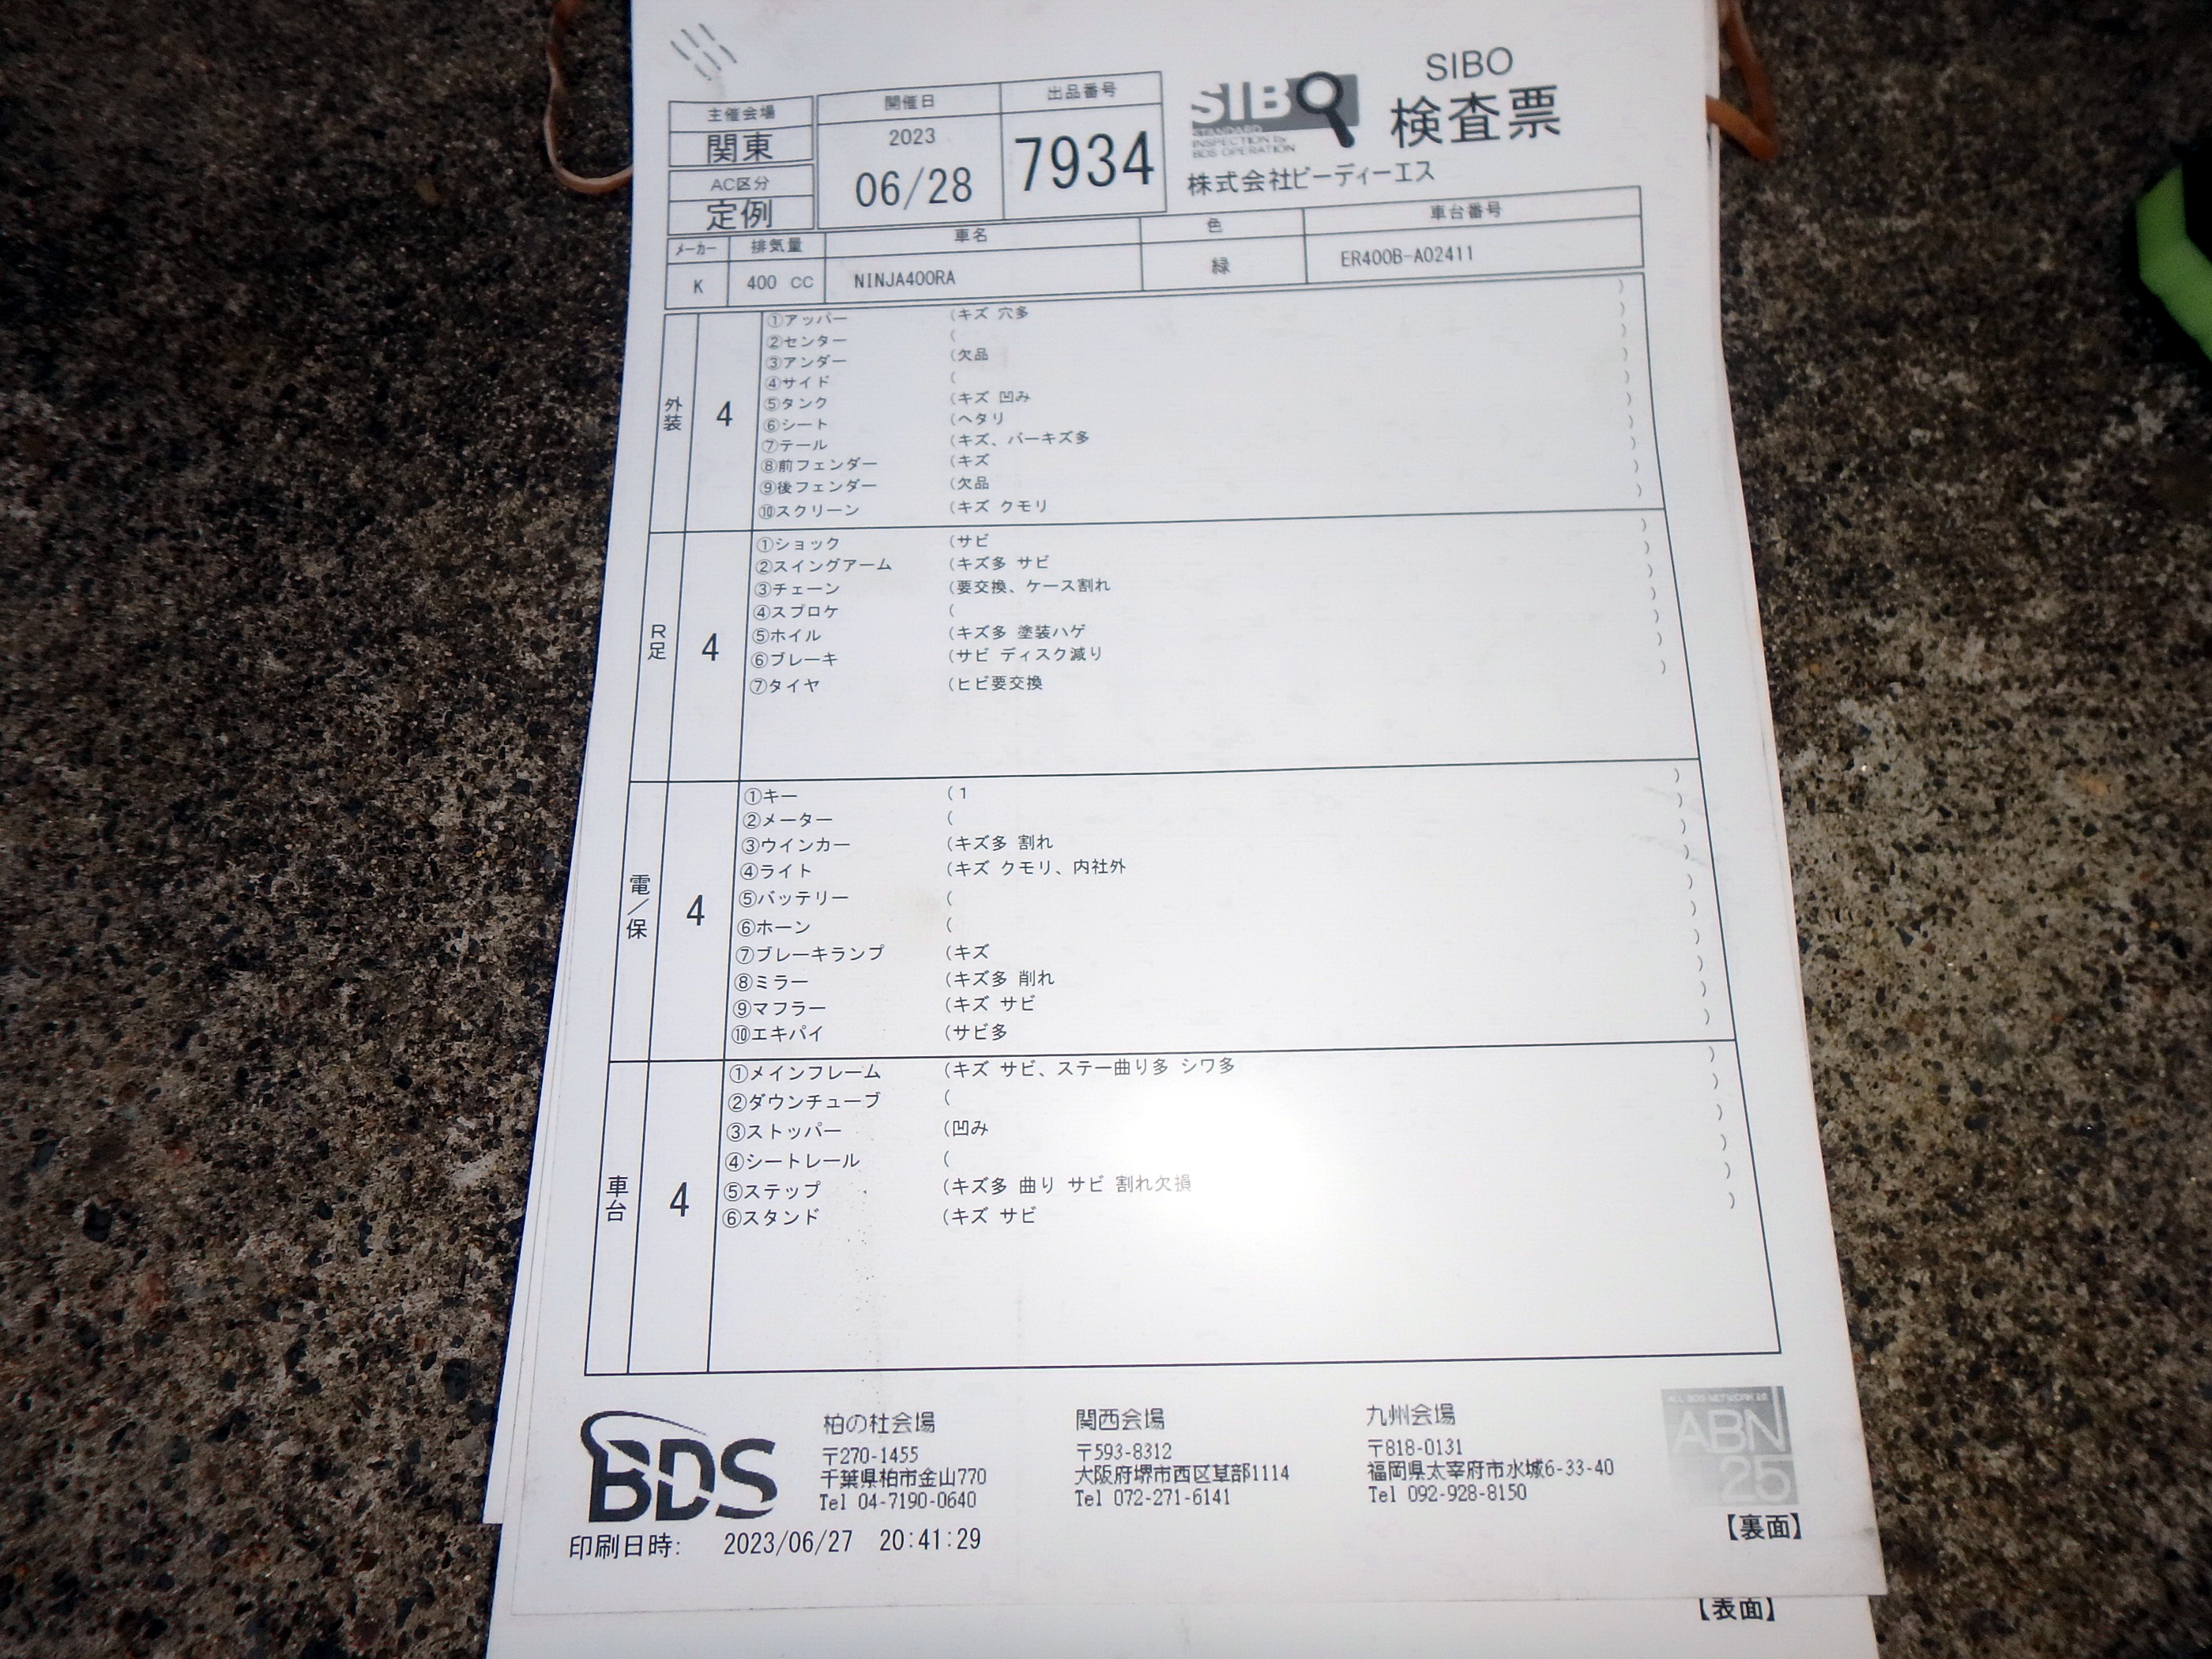 主催会場 開催日 出品番号
関東 2023 06/28 7934
AC区分
定例
SIBO
STANDARD
INSPECTION by
BDS OPERATION
SIBO
検査票
株式会社ビーディーエス
メーカー 排気量 車名 色 車台番号
K 400 CC NINJA400RA 緑 ER400B-A02411
外装 4
①アッパー (キズ 穴多 )
②センター ( )
③アンダー (欠品 )
④サイド ( )
⑤タンク (キズ 凹み )
⑥シート (ヘタリ )
⑦テール (キズ、バーキズ多 )
⑧前フェンダー (キズ )
⑨後フェンダー (欠品 )
⑩スクリーン (キズ クモリ )
R足 4
①ショック (サビ )
②スイングアーム (キズ多 サビ )
③チェーン (要交換、ケース割れ )
④スプロケ ( )
⑤ホイル (キズ多 塗装ハゲ )
⑥ブレーキ (サビ ディスク減り )
⑦タイヤ (ヒビ要交換 )
電/保 4
①キー (1 )
②メーター ( )
③ウインカー (キズ多 割れ )
④ライト (キズ クモリ、内社外 )
⑤バッテリー ( )
⑥ホーン ( )
⑦ブレーキランプ (キズ )
⑧ミラー (キズ多 削れ )
⑨マフラー (キズ サビ )
⑩エキパイ (サビ多 )
車台 4
①メインフレーム (キズ サビ、ステー曲り多 シワ多 )
②ダウンチューブ ( )
③ストッパー (凹み )
④シートレール ( )
⑤ステップ (キズ多 曲り サビ 割れ欠損 )
⑥スタンド (キズ サビ )
BDS
柏の杜会場
〒270-1455
千葉県柏市金山770
Tel 04-7190-0640
関西会場
〒593-8312
大阪府堺市西区草部1114
Tel 072-271-6141
九州会場
〒818-0131
福岡県太宰府市水城6-33-40
Tel 092-928-8150
ALL BDS NETWORK 25
ABN
25
【裏面】
印刷日時: 2023/06/27 20:41:29
【表面】